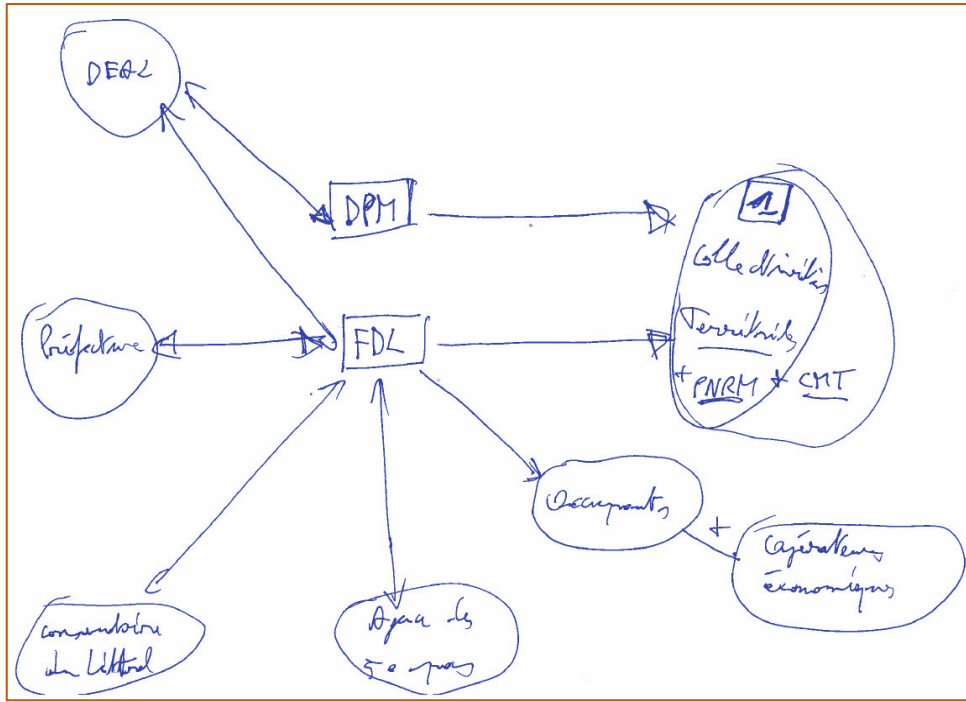 DEAL
DPM
1
Collectivités
Territoriales
+ PNRM + CMT
Préfecture
FDL
Occupants
+
opérateurs
économiques
conservatoire
du littoral
Agence des
50 pas